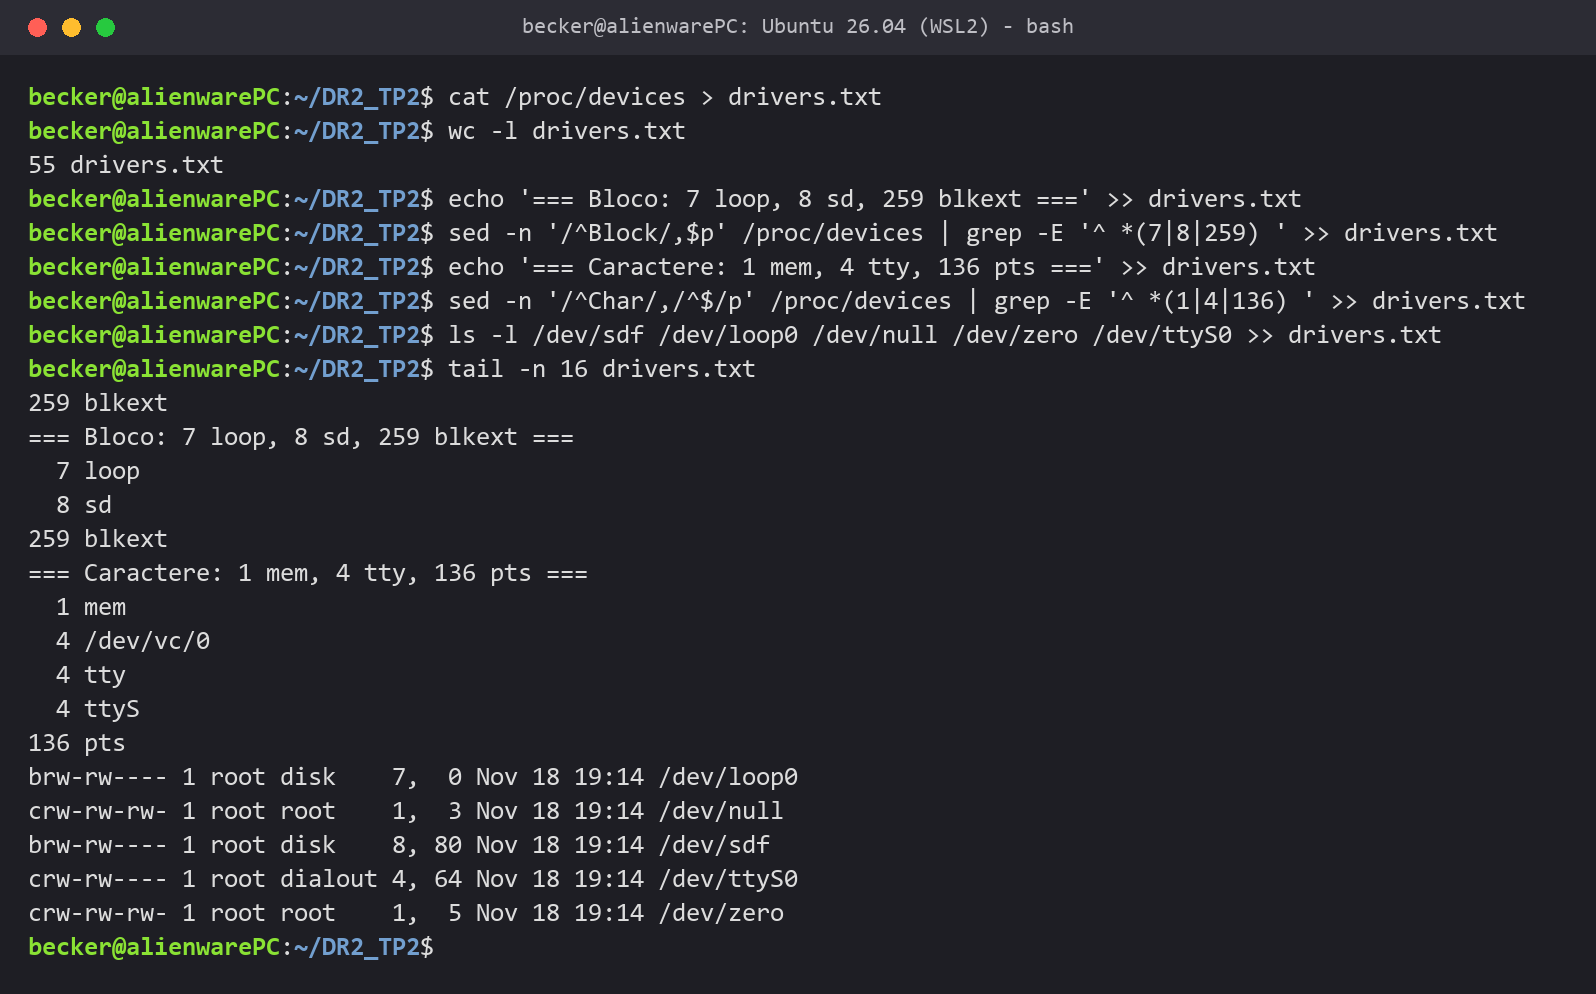 becker@alienwarePC: Ubuntu 26.04 (WSL2) - bash
becker@alienwarePC:~/DR2_TP2$ cat /proc/devices > drivers.txt
becker@alienwarePC:~/DR2_TP2$ wc -l drivers.txt
55 drivers.txt
becker@alienwarePC:~/DR2_TP2$ echo '=== Bloco: 7 loop, 8 sd, 259 blkext ===' >> drivers.txt
becker@alienwarePC:~/DR2_TP2$ sed -n '/^Block/,$p' /proc/devices | grep -E '^ *(7|8|259) ' >> drivers.txt
becker@alienwarePC:~/DR2_TP2$ echo '=== Caractere: 1 mem, 4 tty, 136 pts ===' >> drivers.txt
becker@alienwarePC:~/DR2_TP2$ sed -n '/^Char/,/^$/p' /proc/devices | grep -E '^ *(1|4|136) ' >> drivers.txt
becker@alienwarePC:~/DR2_TP2$ ls -l /dev/sdf /dev/loop0 /dev/null /dev/zero /dev/ttyS0 >> drivers.txt
becker@alienwarePC:~/DR2_TP2$ tail -n 16 drivers.txt
259 blkext
=== Bloco: 7 loop, 8 sd, 259 blkext ===
  7 loop
  8 sd
259 blkext
=== Caractere: 1 mem, 4 tty, 136 pts ===
  1 mem
  4 /dev/vc/0
  4 tty
  4 ttyS
136 pts
brw-rw---- 1 root disk    7,  0 Nov 18 19:14 /dev/loop0
crw-rw-rw- 1 root root    1,  3 Nov 18 19:14 /dev/null
brw-rw---- 1 root disk    8, 80 Nov 18 19:14 /dev/sdf
crw-rw---- 1 root dialout 4, 64 Nov 18 19:14 /dev/ttyS0
crw-rw-rw- 1 root root    1,  5 Nov 18 19:14 /dev/zero
becker@alienwarePC:~/DR2_TP2$